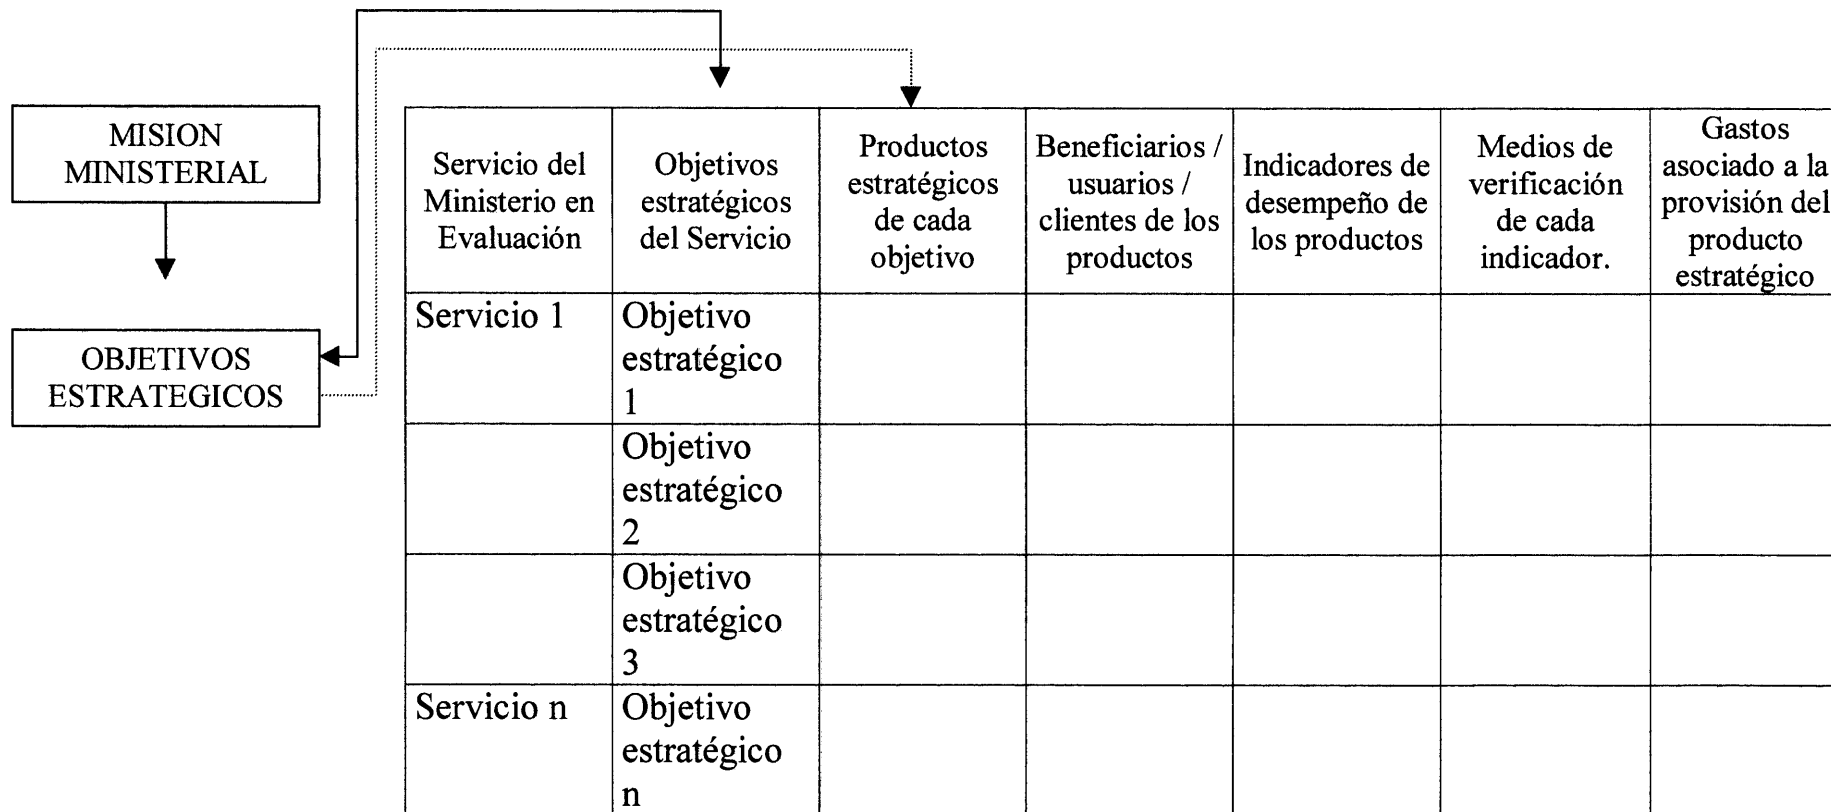 MISION
MINISTERIAL
OBJETIVOS
ESTRATEGICOS
Servicio del
Ministerio en
Evaluación
Objetivos
estratégicos
del Servicio
Productos
estratégicos
de cada
objetivo
Beneficiarios /
usuarios /
clientes de los
productos
Indicadores de
desempeño de
los productos
Medios de
verificación
de cada
indicador.
Gastos
asociado a la
provisión del
producto
estratégico
Servicio 1
Objetivo
estratégico
1
Objetivo
estratégico
2
Objetivo
estratégico
3
Servicio n
Objetivo
estratégico
n